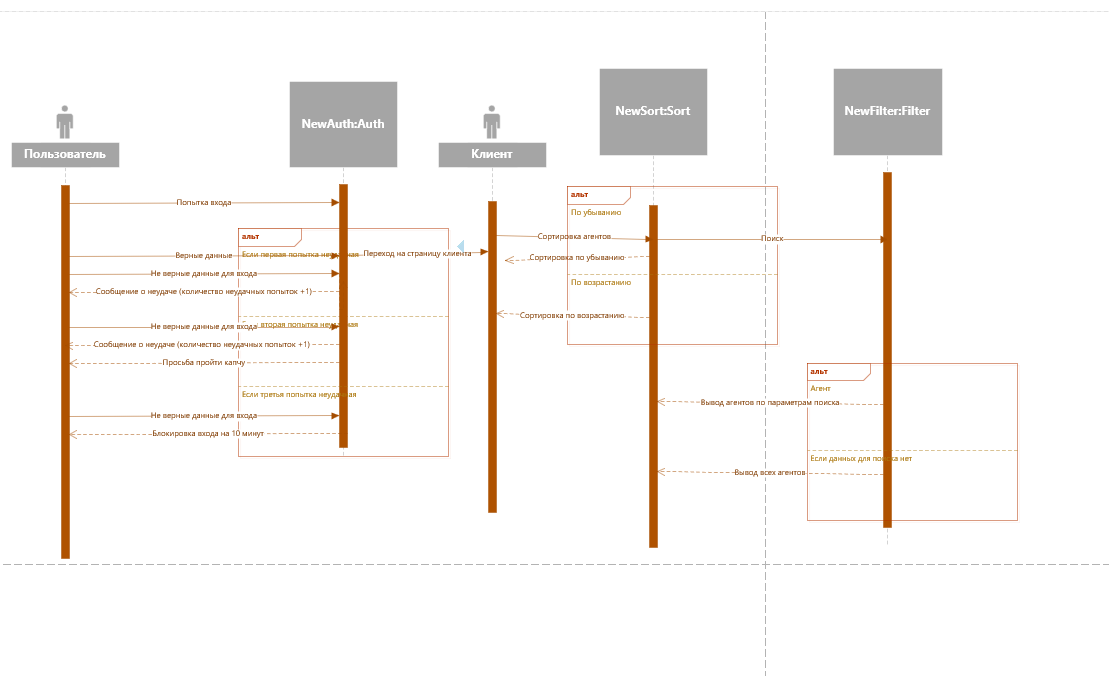 Пользователь
NewAuth:Auth
Клиент
NewSort:Sort
NewFilter:Filter
Попытка входа
альт
Если первая попытка неудачная
Верные данные
Переход на страницу клиента
Не верные данные для входа
Сообщение о неудаче (количество неудачных попыток +1)
вторая попытка неудачная
Не верные данные для входа
Сообщение о неудаче (количество неудачных попыток +1)
Просьба пройти капчу
Если третья попытка неудачная
Не верные данные для входа
Блокировка входа на 10 минут
альт
По убыванию
Сортировка агентов
Поиск
Сортировка по убыванию
По возрастанию
Сортировка по возрастанию
альт
Агент
Вывод агентов по параметрам поиска
Если данных для поиска нет
Вывод всех агентов